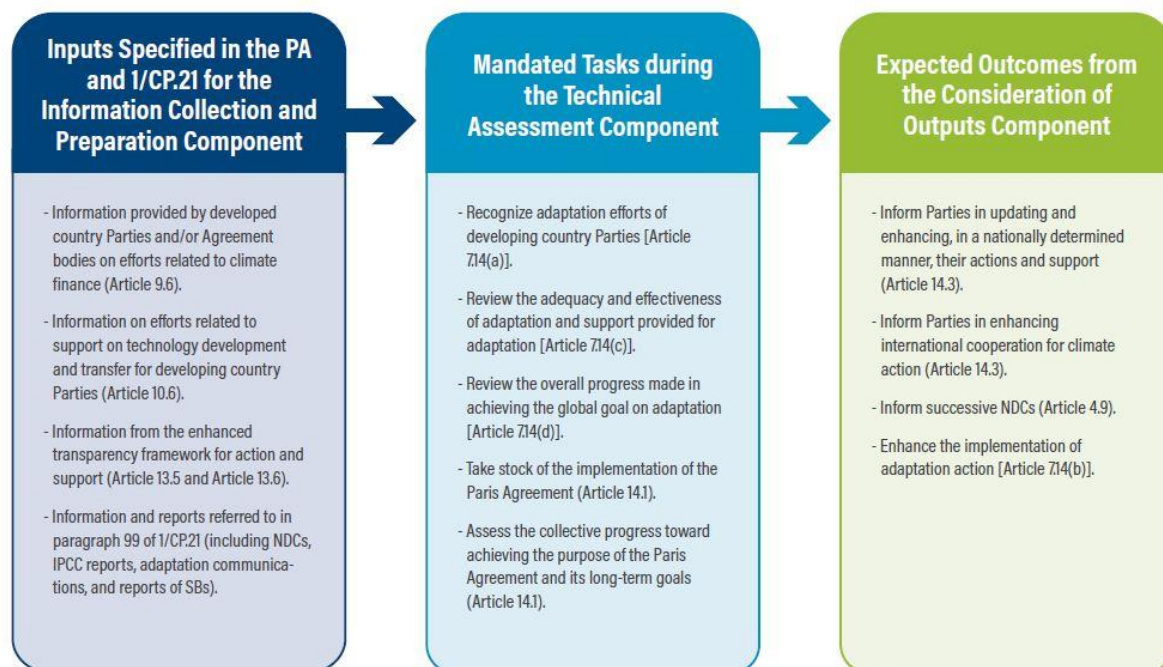 Inputs Specified in the PA
and 1/CP.21 for the
Information Collection and
Preparation Component
- Information provided by developed
country Parties and/or Agreement
bodies on efforts related to climate
finance (Article 9.6).
- Information on efforts related to
support on technology development
and transfer for developing country
Parties (Article 10.6).
- Information from the enhanced
transparency framework for action and
support (Article 13.5 and Article 13.6).
- Information and reports referred to in
paragraph 99 of 1/CP.21 (including NDCs,
IPCC reports, adaptation communica-
tions, and reports of SBs).
Mandated Tasks during
the Technical
Assessment Component
- Recognize adaptation efforts of
developing country Parties [Article
7.14(a)].
- Review the adequacy and effectiveness
of adaptation and support provided for
adaptation [Article 7.14(c)].
- Review the overall progress made in
achieving the global goal on adaptation
[Article 7.14(d)].
- Take stock of the implementation of the
Paris Agreement (Article 14.1).
- Assess the collective progress toward
achieving the purpose of the Paris
Agreement and its long-term goals
(Article 14.1).
Expected Outcomes from
the Consideration of
Outputs Component
- Inform Parties in updating and
enhancing, in a nationally determined
manner, their actions and support
(Article 14.3).
- Inform Parties in enhancing
international cooperation for climate
action (Article 14.3).
- Inform successive NDCs (Article 4.9).
- Enhance the implementation of
adaptation action [Article 7.14(b)].